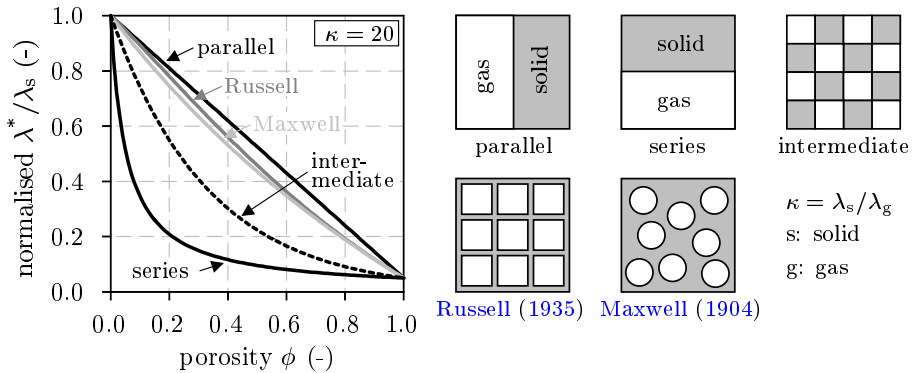 normalised λ*/λs (-)
1.0
0.8
0.6
0.4
0.2
0.0
κ = 20
parallel
Russell
Maxwell
inter-
mediate
series
0.0 0.2 0.4 0.6 0.8 1.0
porosity ϕ (-)
gas
solid
parallel
solid
gas
series
intermediate
Russell (1935)
Maxwell (1904)
κ = λs/λg
s: solid
g: gas